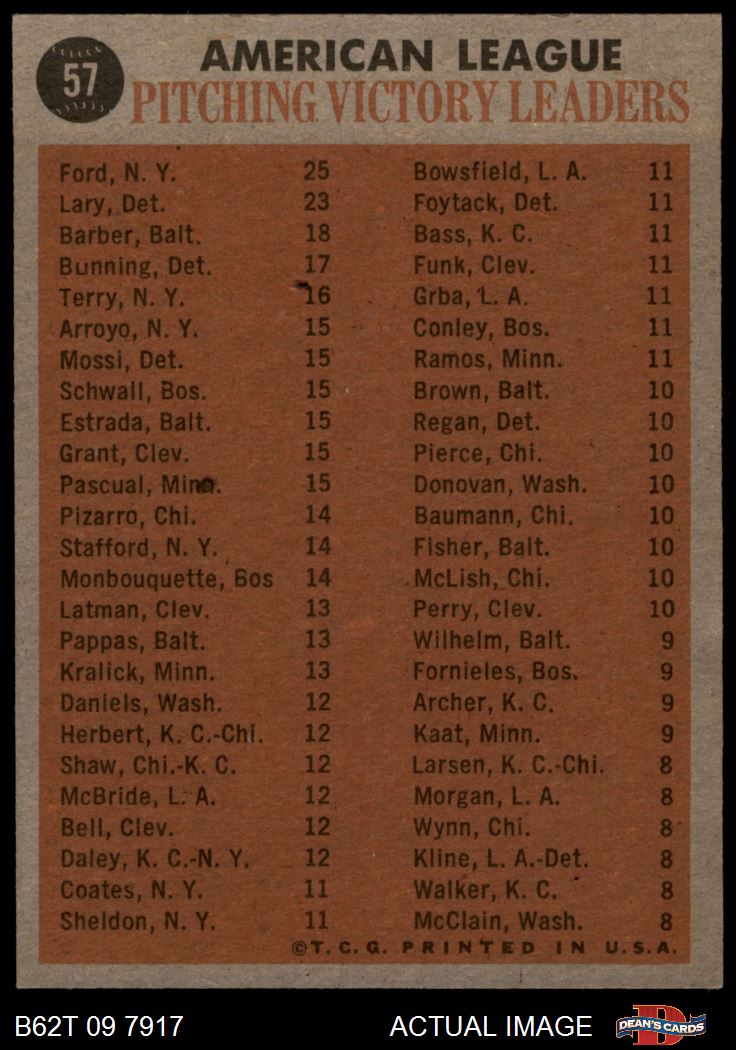 57
AMERICAN LEAGUE
PITCHING VICTORY LEADERS
Ford, N. Y. 25
Lary, Det. 23
Barber, Balt. 18
Bunning, Det. 17
Terry, N. Y. 16
Arroyo, N. Y. 15
Mossi, Det. 15
Schwall, Bos. 15
Estrada, Balt. 15
Grant, Clev. 15
Pascual, Minn. 15
Pizarro, Chi. 14
Stafford, N. Y. 14
Monbouquette, Bos 14
Latman, Clev. 13
Pappas, Balt. 13
Kralick, Minn. 13
Daniels, Wash. 12
Herbert, K. C.-Chi. 12
Shaw, Chi.-K. C. 12
McBride, L. A. 12
Bell, Clev. 12
Daley, K. C.-N. Y. 12
Coates, N. Y. 11
Sheldon, N. Y. 11
Bowsfield, L. A. 11
Foytack, Det. 11
Bass, K. C. 11
Funk, Clev. 11
Grba, L. A. 11
Conley, Bos. 11
Ramos, Minn. 11
Brown, Balt. 10
Regan, Det. 10
Pierce, Chi. 10
Donovan, Wash. 10
Baumann, Chi. 10
Fisher, Balt. 10
McLish, Chi. 10
Perry, Clev. 10
Wilhelm, Balt. 9
Fornieles, Bos. 9
Archer, K. C. 9
Kaat, Minn. 9
Larsen, K. C.-Chi. 8
Morgan, L. A. 8
Wynn, Chi. 8
Kline, L. A.-Det. 8
Walker, K. C. 8
McClain, Wash. 8
©T. C. G. PRINTED IN U.S.A.
B62T 09 7917
ACTUAL IMAGE
D
DEAN'S CARDS